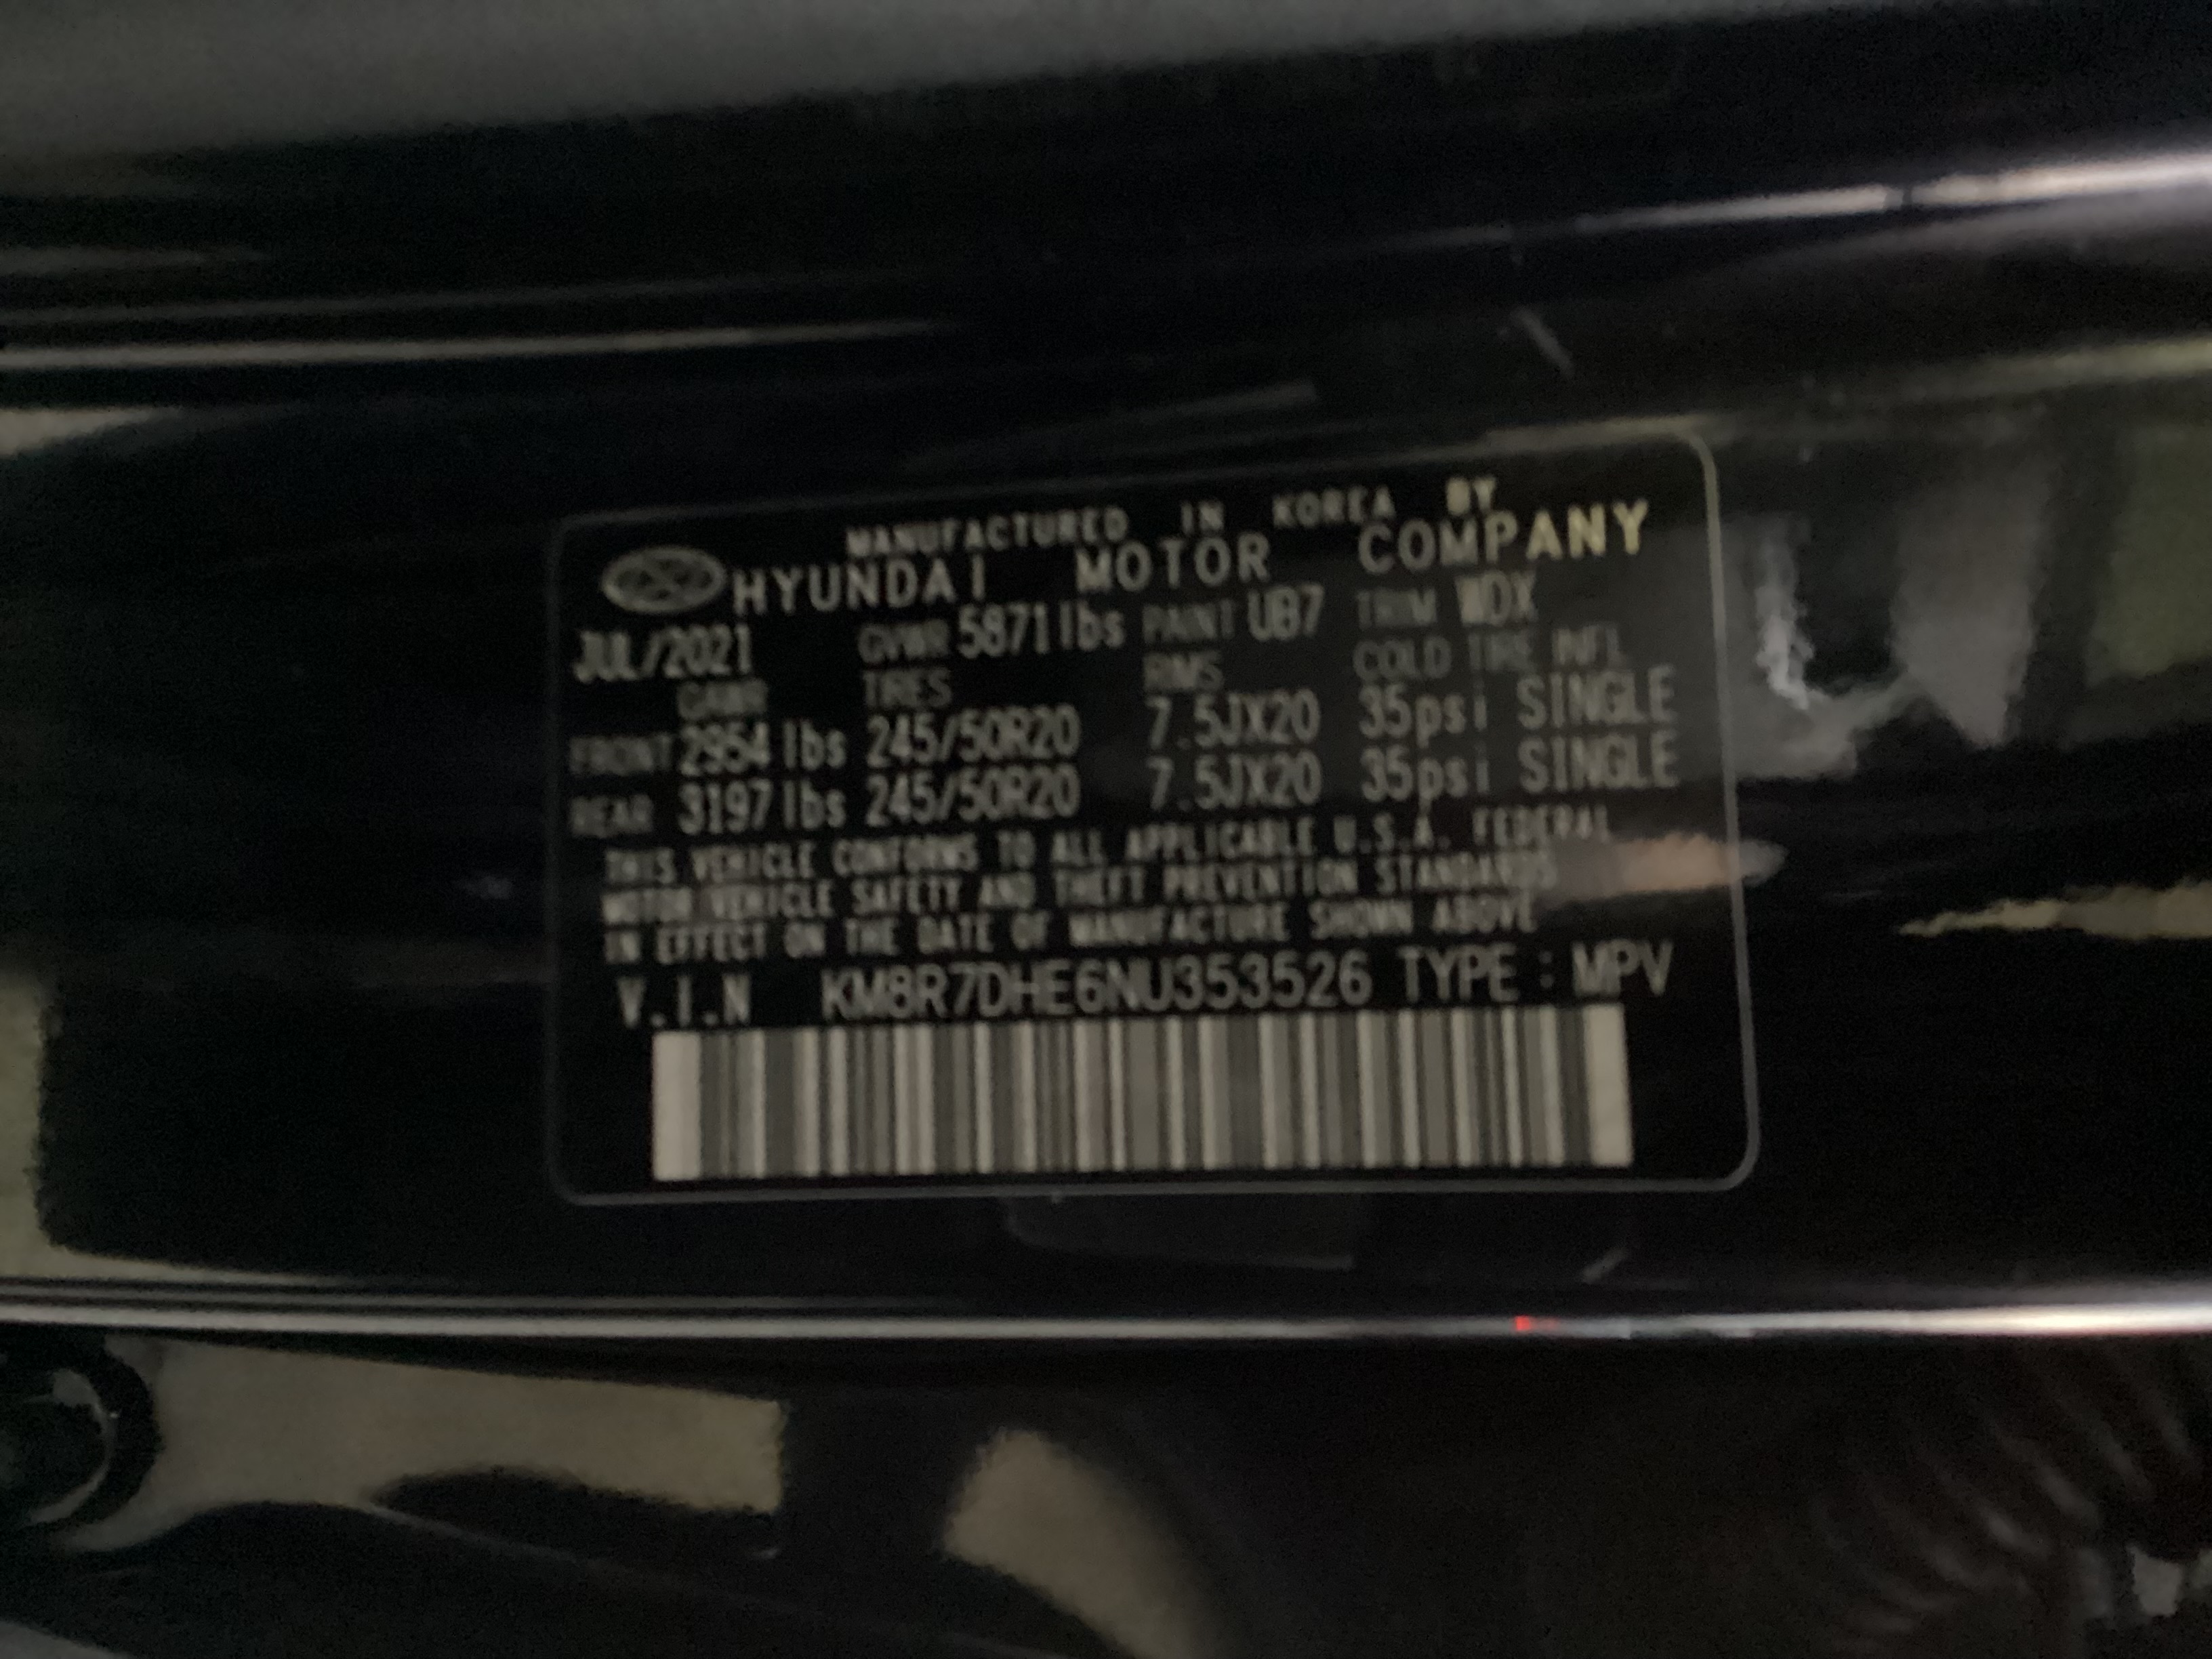 MANUFACTURED IN KOREA BY
HYUNDAI MOTOR COMPANY
JUL/2021 GVWR 5871lbs PAINT UB7 TRIM WDX
GAWR TIRES RIMS COLD TIRE INFL
FRONT 2954 lbs 245/50R20 7.5JX20 35psi SINGLE
REAR 3197 lbs 245/50R20 7.5JX20 35psi SINGLE
THIS VEHICLE CONFORMS TO ALL APPLICABLE U.S.A. FEDERAL
MOTOR VEHICLE SAFETY AND THEFT PREVENTION STANDARDS
IN EFFECT ON THE DATE OF MANUFACTURE SHOWN ABOVE
V.I.N KM8R7DHE6NU353526 TYPE : MPV